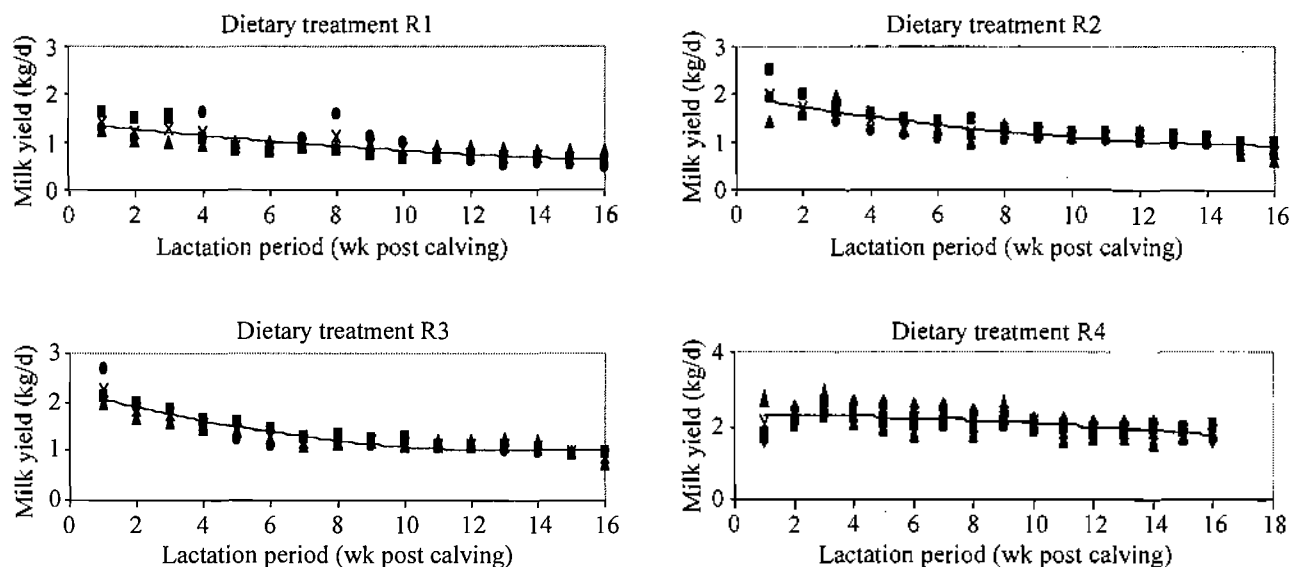 Dietary treatment R1
Milk yield (kg/d)
3
2
1
0
0 2 4 6 8 10 12 14 16
Lactation period (wk post calving)
Dietary treatment R2
Milk yield (kg/d)
3
2
1
0
0 2 4 6 8 10 12 14 16
Lactation period (wk post calving)
Dietary treatment R3
Milk yield (kg/d)
3
2
1
0
0 2 4 6 8 10 12 14 16
Lactation period (wk post calving)
Dietary treatment R4
Milk yield (kg/d)
4
2
0
0 2 4 6 8 10 12 14 16 18
Lactation period (wk post calving)